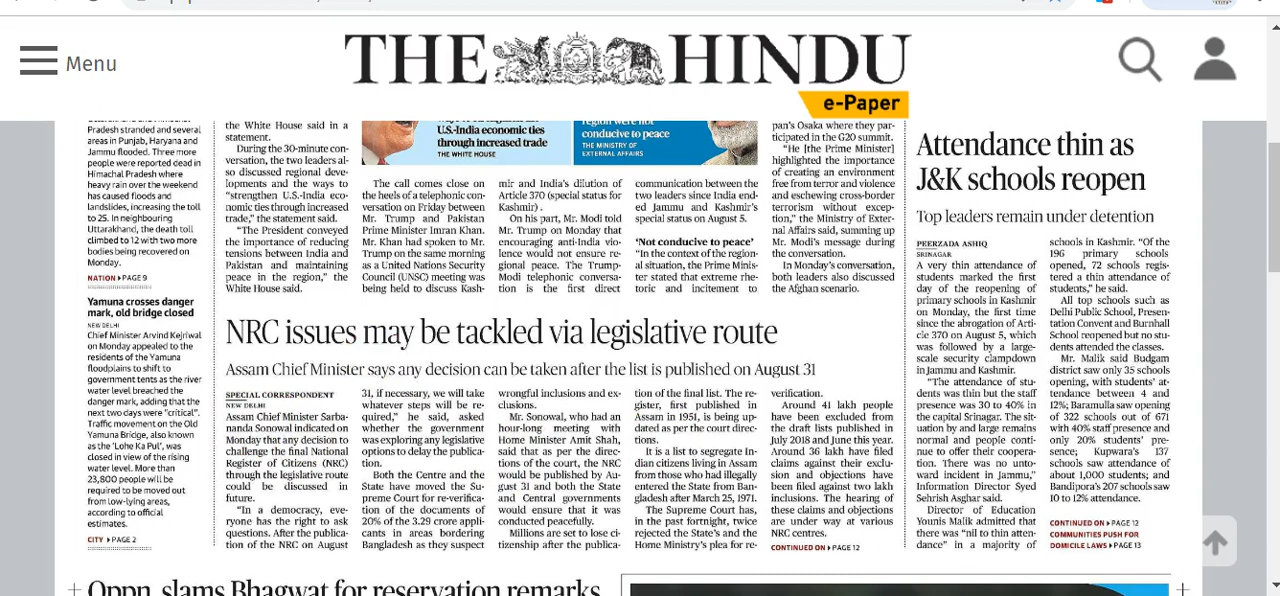 Menu
THE HINDU
e-Paper
Pradesh stranded and several
areas in Punjab, Haryana and
Jammu flooded. Three more
people were reported dead in
Himachal Pradesh where
heavy rain over the weekend
has caused floods and
landslides, increasing the toll
to 25. In neighbouring
Uttarakhand, the death toll
climbed to 12 with two more
bodies being recovered on
Monday.
NATION ▶ PAGE 9
Yamuna crosses danger
mark, old bridge closed
NEW DELHI
Chief Minister Arvind Kejriwal
on Monday appealed to the
residents of the Yamuna
floodplains to shift to
government tents as the river
water level breached the
danger mark, adding that the
next two days were "critical".
Traffic movement on the Old
Yamuna Bridge, also known
as the 'Lohe Ka Pul', was
closed in view of the rising
water level. More than
23,800 people will be
required to be moved out
from low-lying areas,
according to official
estimates.
CITY ▶ PAGE 2
the White House said in a
statement.
During the 30-minute con-
versation, the two leaders al-
so discussed regional deve-
lopments and the ways to
"strengthen U.S.-India eco-
nomic ties through increased
trade," the statement said.
"The President conveyed
the importance of reducing
tensions between India and
Pakistan and maintaining
peace in the region," the
White House said.
U.S.-India economic ties
through increased trade
THE WHITE HOUSE
region were not
conducive to peace
THE MINISTRY OF
EXTERNAL AFFAIRS
The call comes close on
the heels of a telephonic con-
versation on Friday between
Mr. Trump and Pakistan
Prime Minister Imran Khan.
Mr. Khan had spoken to Mr.
Trump on the same morning
as a United Nations Security
Council (UNSC) meeting was
being held to discuss Kash-
mir and India's dilution of
Article 370 (special status for
Kashmir) .
On his part, Mr. Modi told
Mr. Trump on Monday that
encouraging anti-India vio-
lence would not ensure re-
gional peace. The Trump-
Modi telephonic conversa-
tion is the first direct
communication between the
two leaders since India end-
ed Jammu and Kashmir's
special status on August 5.
'Not conducive to peace'
"In the context of the region-
al situation, the Prime Minis-
ter stated that extreme rhe-
toric and incitement to
pan's Osaka where they par-
ticipated in the G20 summit.
"He [the Prime Minister]
highlighted the importance
of creating an environment
free from terror and violence
and eschewing cross-border
terrorism without excep-
tion," the Ministry of Exter-
nal Affairs said, summing up
Mr. Modi's message during
the conversation.
In Monday's conversation,
both leaders also discussed
the Afghan scenario.
NRC issues may be tackled via legislative route
Assam Chief Minister says any decision can be taken after the list is published on August 31
SPECIAL CORRESPONDENT
NEW DELHI
Assam Chief Minister Sarba-
nanda Sonowal indicated on
Monday that any decision to
challenge the final National
Register of Citizens (NRC)
through the legislative route
could be discussed in
future.
"In a democracy, eve-
ryone has the right to ask
questions. After the publica-
tion of the NRC on August
31, if necessary, we will take
whatever steps will be re-
quired," he said, asked
whether the government
was exploring any legislative
options to delay the publica-
tion.
Both the Centre and the
State have moved the Su-
preme Court for re-verifica-
tion of the documents of
20% of the 3.29 crore appli-
cants in areas bordering
Bangladesh as they suspect
wrongful inclusions and ex-
clusions.
Mr. Sonowal, who had an
hour-long meeting with
Home Minister Amit Shah,
said that as per the direc-
tions of the court, the NRC
would be published by Au-
gust 31 and both the State
and Central governments
would ensure that it was
conducted peacefully.
Millions are set to lose ci-
tizenship after the publica-
tion of the final list. The re-
gister, first published in
Assam in 1951, is being up-
dated as per the court direc-
tions.
It is a list to segregate In-
dian citizens living in Assam
from those who had illegally
entered the State from Ban-
gladesh after March 25, 1971.
The Supreme Court has,
in the past fortnight, twice
rejected the State's and the
Home Ministry's plea for re-
verification.
Around 41 lakh people
have been excluded from
the draft lists published in
July 2018 and June this year.
Around 36 lakh have filed
claims against their exclu-
sion and objections have
been filed against two lakh
inclusions. The hearing of
these claims and objections
are under way at various
NRC centres.
CONTINUED ON ▶ PAGE 12
Attendance thin as
J&K schools reopen
Top leaders remain under detention
PEERZADA ASHIQ
SRINAGAR
A very thin attendance of
students marked the first
day of the reopening of
primary schools in Kashmir
on Monday, the first time
since the abrogation of Arti-
cle 370 on August 5, which
was followed by a large-
scale security clampdown
in Jammu and Kashmir.
"The attendance of stu-
dents was thin but the staff
presence was 30 to 40% in
the capital Srinagar. The sit-
uation by and large remains
normal and people conti-
nue to offer their coopera-
tion. There was no unto-
ward incident in Jammu,"
Information Director Syed
Sehrish Asghar said.
Director of Education
Younis Malik admitted that
there was "nil to thin atten-
dance" in a majority of
schools in Kashmir. "Of the
196 primary schools
opened, 72 schools regis-
tered a thin attendance of
students," he said.
All top schools such as
Delhi Public School, Presen-
tation Convent and Burnhall
School reopened but no stu-
dents attended the classes.
Mr. Malik said Budgam
district saw only 35 schools
opening, with students' at-
tendance between 4 and
12%; Baramulla saw opening
of 322 schools out of 671
with 40% staff presence and
only 20% students' pre-
sence; Kupwara's 137
schools saw attendance of
about 1,000 students; and
Bandipora's 207 schools saw
10 to 12% attendance.
CONTINUED ON ▶ PAGE 12
COMMUNITIES PUSH FOR
DOMICILE LAWS ▶ PAGE 13
Oppn. slams Bhagwat for reservation remarks